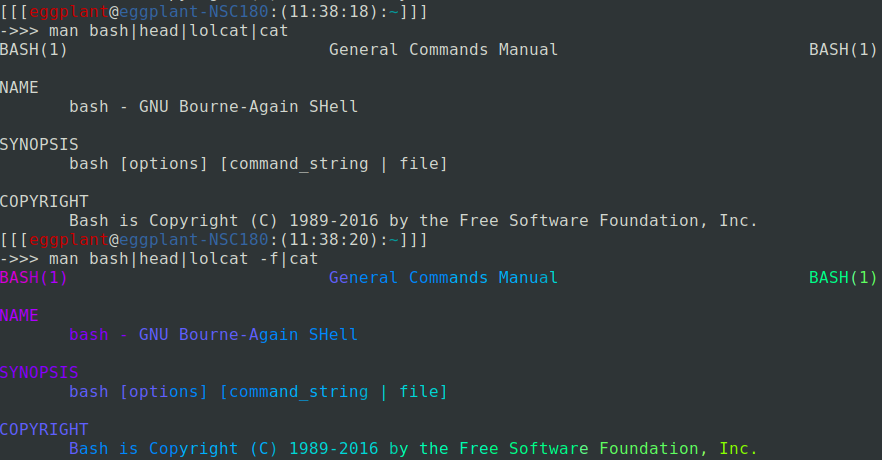 [[[eggplant@eggplant-NSC180:(11:38:18):~]]]
->>> man bash|head|lolcat|cat
BASH(1)                          General Commands Manual                         BASH(1)
NAME
       bash - GNU Bourne-Again SHell
SYNOPSIS
       bash [options] [command_string | file]
COPYRIGHT
       Bash is Copyright (C) 1989-2016 by the Free Software Foundation, Inc.
[[[eggplant@eggplant-NSC180:(11:38:20):~]]]
->>> man bash|head|lolcat -f|cat
BASH(1)                          General Commands Manual                         BASH(1)
NAME
       bash - GNU Bourne-Again SHell
SYNOPSIS
       bash [options] [command_string | file]
COPYRIGHT
       Bash is Copyright (C) 1989-2016 by the Free Software Foundation, Inc.